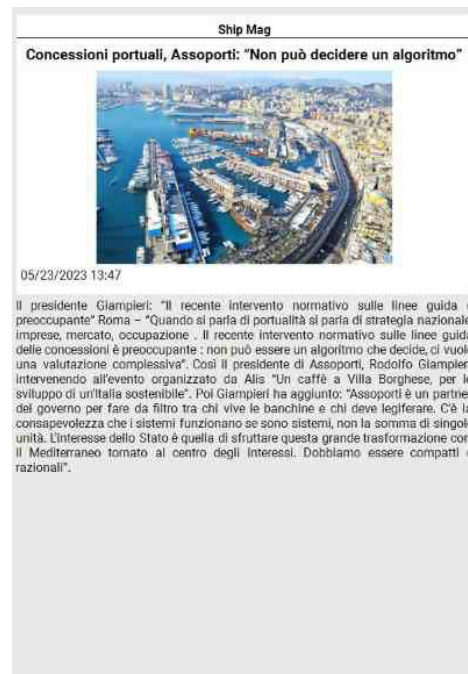 Ship Mag
Concessioni portuali, Assoporti: “Non può decidere un algoritmo”
05/23/2023 13:47
Il presidente Giampieri: “Il recente intervento normativo sulle linee guida
preoccupante” Roma – “Quando si parla di portualità si parla di strategia nazionale
imprese, mercato, occupazione . Il recente intervento normativo sulle linee guida
delle concessioni è preoccupante : non può essere un algoritmo che decide, ci vuole
una valutazione complessiva”. Così il presidente di Assoporti, Rodolfo Giampieri
intervenendo all'evento organizzato da Alis “Un caffè a Villa Borghese, per lo
sviluppo di un'Italia sostenibile”. Poi Giampieri ha aggiunto: “Assoporti è un partner
del governo per fare da filtro tra chi vive le banchine e chi deve legiferare. C'è la
consapevolezza che i sistemi funzionano se sono sistemi, non la somma di singole
unità. L'interesse dello Stato è quella di sfruttare questa grande trasformazione con
il Mediterraneo tornato al centro degli interessi. Dobbiamo essere compatti
razionali”.